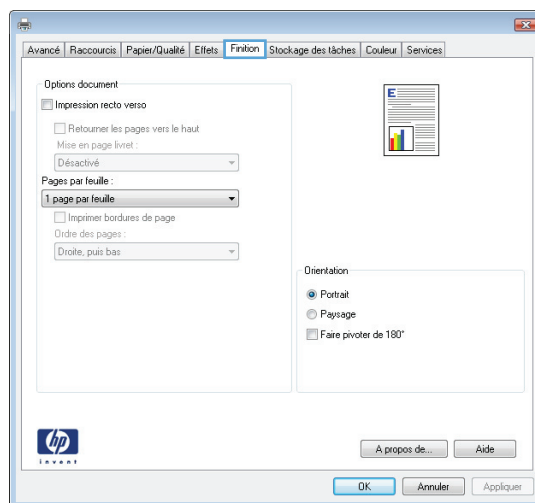 Avancé Raccourcis Papier/Qualité Effets Finition Stockage des tâches Couleur Services
Options document
Impression recto verso
Retourner les pages vers le haut
Mise en page livret :
Désactivé
Pages par feuille :
1 page par feuille
Imprimer bordures de page
Ordre des pages :
Droite, puis bas
E
Orientation
Portrait
Paysage
Faire pivoter de 180°
hp
invent
A propos de... Aide
OK Annuler Appliquer